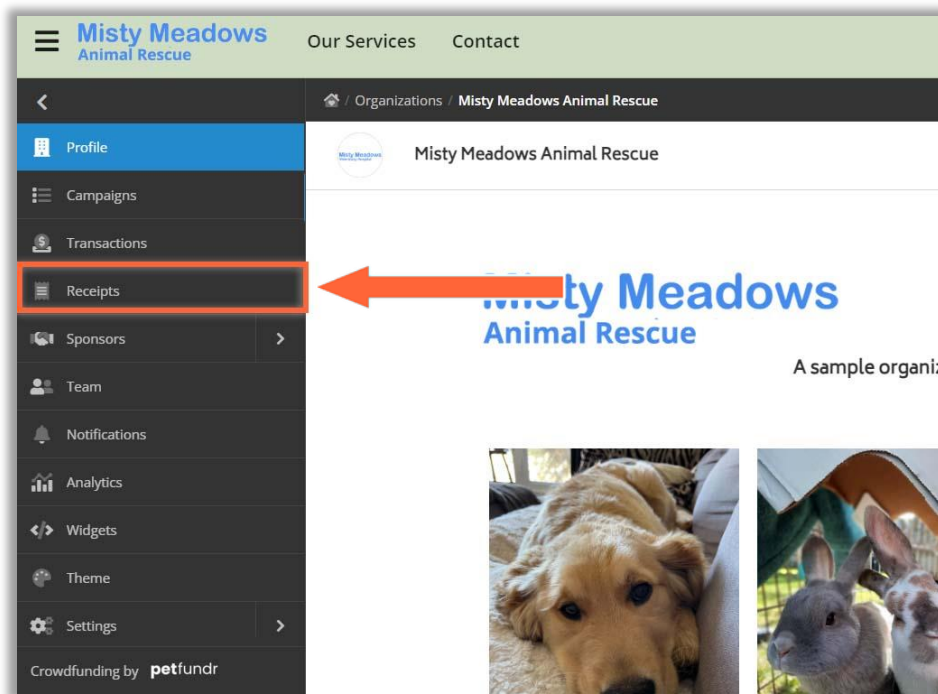 Misty Meadows
Animal Rescue
Our Services Contact
/ Organizations / Misty Meadows Animal Rescue
Profile
Misty Meadows Animal Rescue
Campaigns
Transactions
Receipts
Sponsors
Team
Notifications
Analytics
Widgets
Theme
Settings
Crowdfunding by petfundr
Misty Meadows
Animal Rescue
A sample organiz